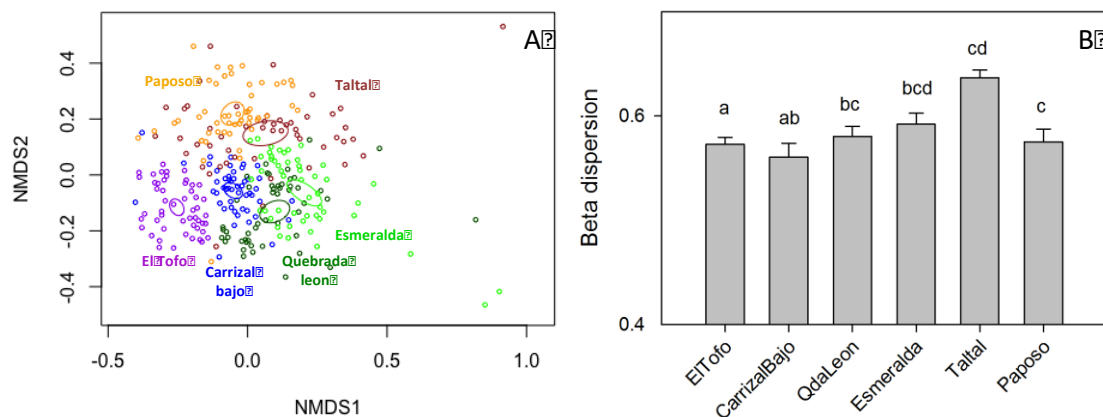 A
Paposo
Taltal
Esmeralda
El Tofo
Carrizal
bajo
Quebrada
leon
NMDS2
0.4
0.2
0.0
-0.2
-0.4
-0.5
0.0
0.5
1.0
NMDS1
B
Beta dispersion
0.6
0.4
a
ab
bc
bcd
cd
c
ElTofo
CarrizalBajo
QdaLeon
Esmeralda
Taltal
Paposo